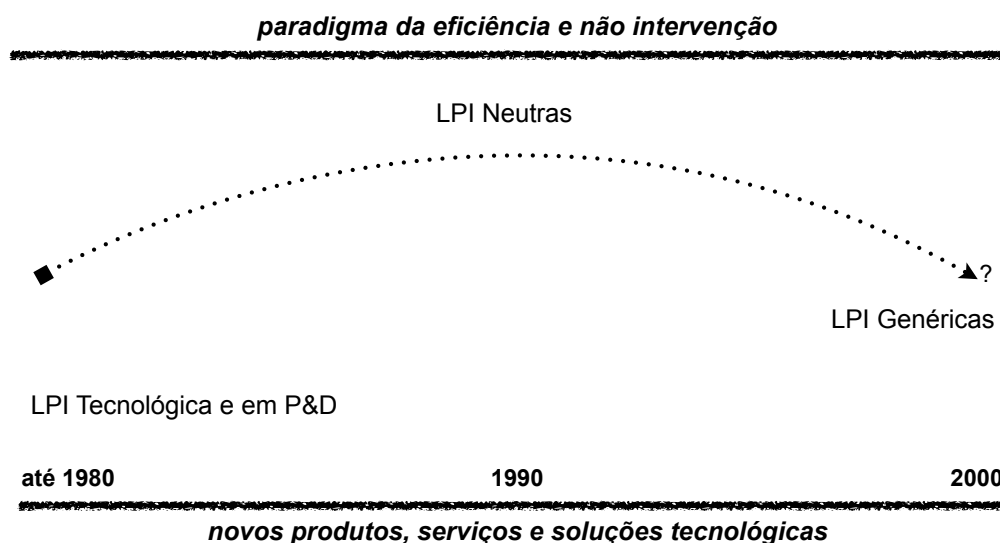 paradigma da eficiência e não intervenção
LPI Neutras
?
LPI Genéricas
LPI Tecnológica e em P&D
até 1980 1990 2000
novos produtos, serviços e soluções tecnológicas